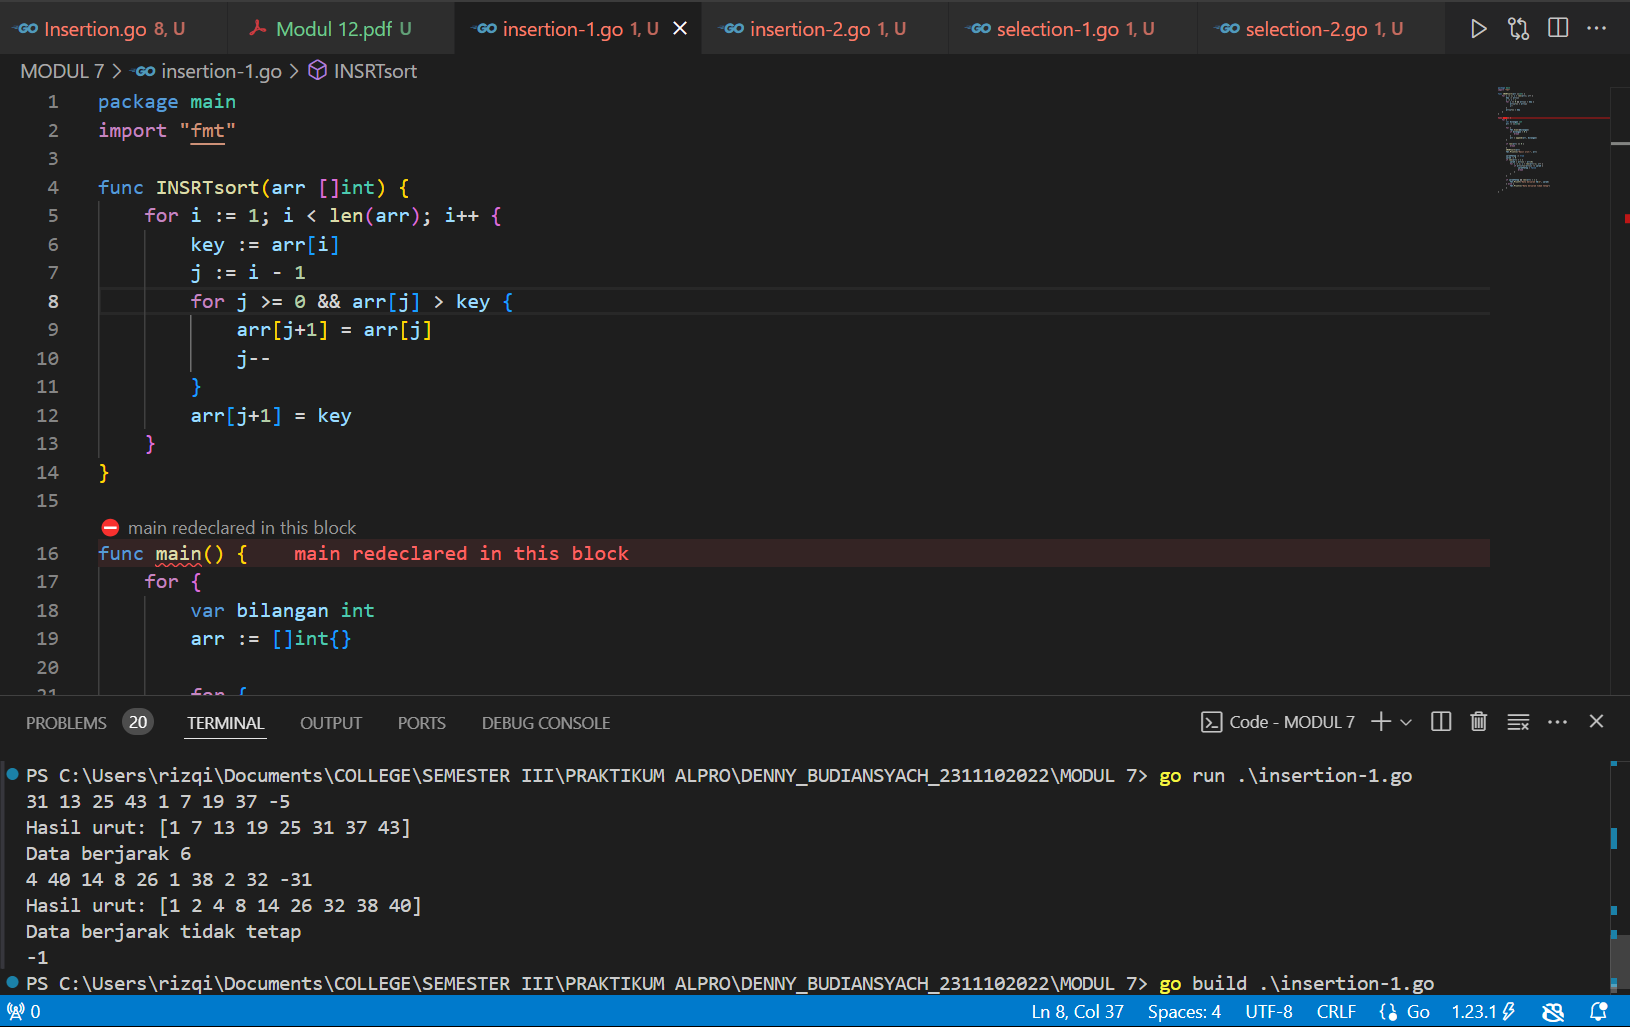 Insertion.go 8, U Modul 12.pdf U insertion-1.go 1, U insertion-2.go 1, U selection-1.go 1, U selection-2.go 1, U
MODUL 7 > insertion-1.go > INSRTsort
1 package main
2 import "fmt"
3
4 func INSRTsort(arr []int) {
5 for i := 1; i < len(arr); i++ {
6 key := arr[i]
7 j := i - 1
8 for j >= 0 && arr[j] > key {
9 arr[j+1] = arr[j]
10 j--
11 }
12 arr[j+1] = key
13 }
14 }
15
main redeclared in this block
16 func main() { main redeclared in this block
17 for {
18 var bilangan int
19 arr := []int{}
20
21 for {
PROBLEMS 20 TERMINAL OUTPUT PORTS DEBUG CONSOLE Code - MODUL 7
PS C:\Users\rizqi\Documents\COLLEGE\SEMESTER III\PRAKTIKUM ALPRO\DENNY_BUDIANSYACH_2311102022\MODUL 7> go run .\insertion-1.go
31 13 25 43 1 7 19 37 -5
Hasil urut: [1 7 13 19 25 31 37 43]
Data berjarak 6
4 40 14 8 26 1 38 2 32 -31
Hasil urut: [1 2 4 8 14 26 32 38 40]
Data berjarak tidak tetap
-1
PS C:\Users\rizqi\Documents\COLLEGE\SEMESTER III\PRAKTIKUM ALPRO\DENNY_BUDIANSYACH_2311102022\MODUL 7> go build .\insertion-1.go
0 Ln 8, Col 37 Spaces: 4 UTF-8 CRLF Go 1.23.1